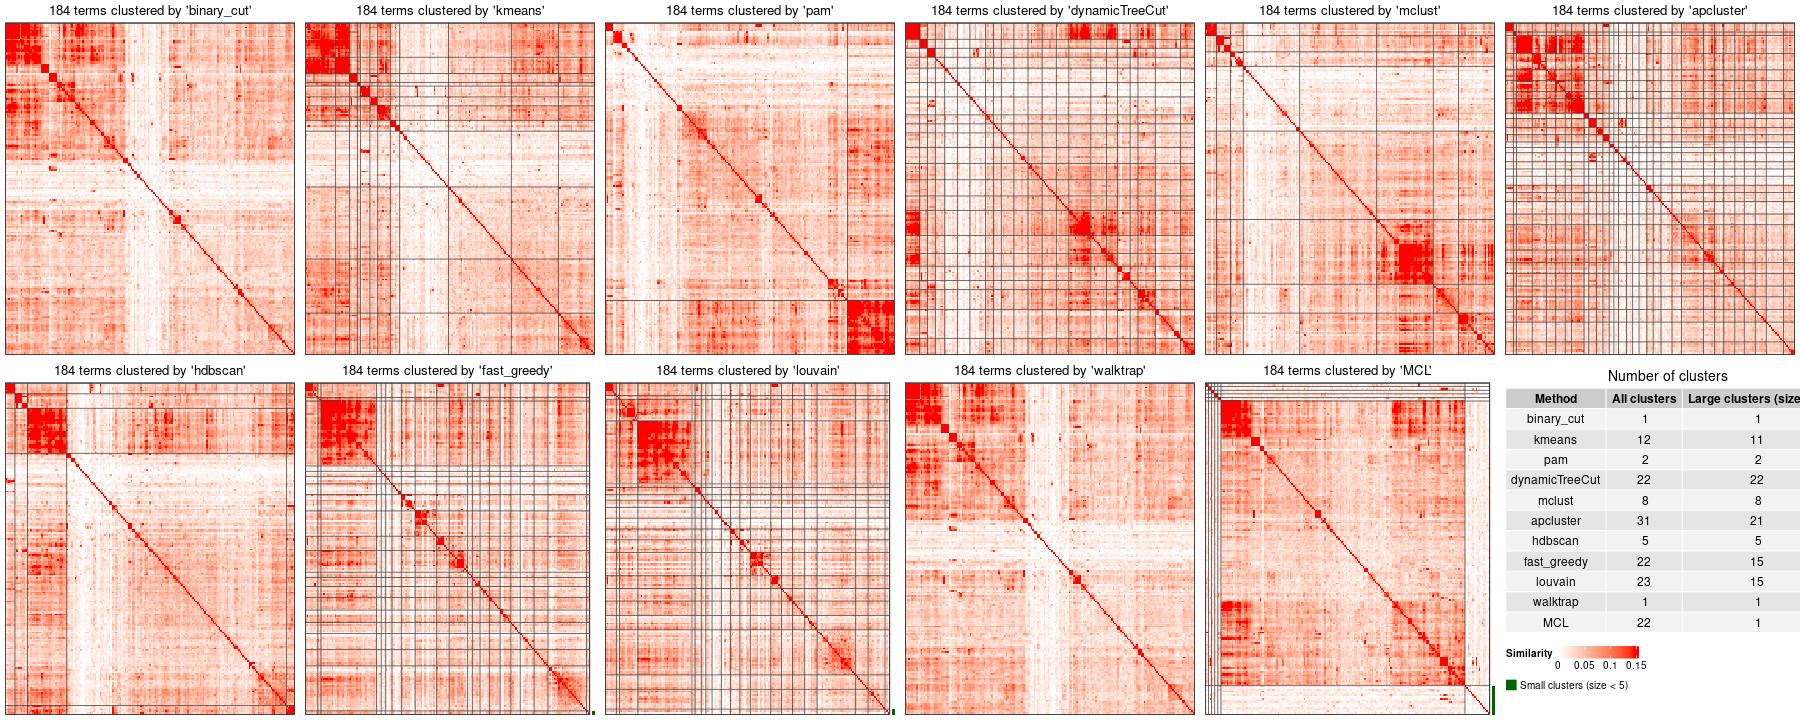 184 terms clustered by 'binary_cut'
184 terms clustered by 'kmeans'
184 terms clustered by 'pam'
184 terms clustered by 'dynamicTreeCut'
184 terms clustered by 'mclust'
184 terms clustered by 'apcluster'
184 terms clustered by 'hdbscan'
184 terms clustered by 'fast_greedy'
184 terms clustered by 'louvain'
184 terms clustered by 'walktrap'
184 terms clustered by 'MCL'
Number of clusters
Method All clusters Large clusters (size
binary_cut 1 1
kmeans 12 11
pam 2 2
dynamicTreeCut 22 22
mclust 8 8
apcluster 31 21
hdbscan 5 5
fast_greedy 22 15
louvain 23 15
walktrap 1 1
MCL 22 1
Similarity
0 0.05 0.1 0.15
Small clusters (size < 5)